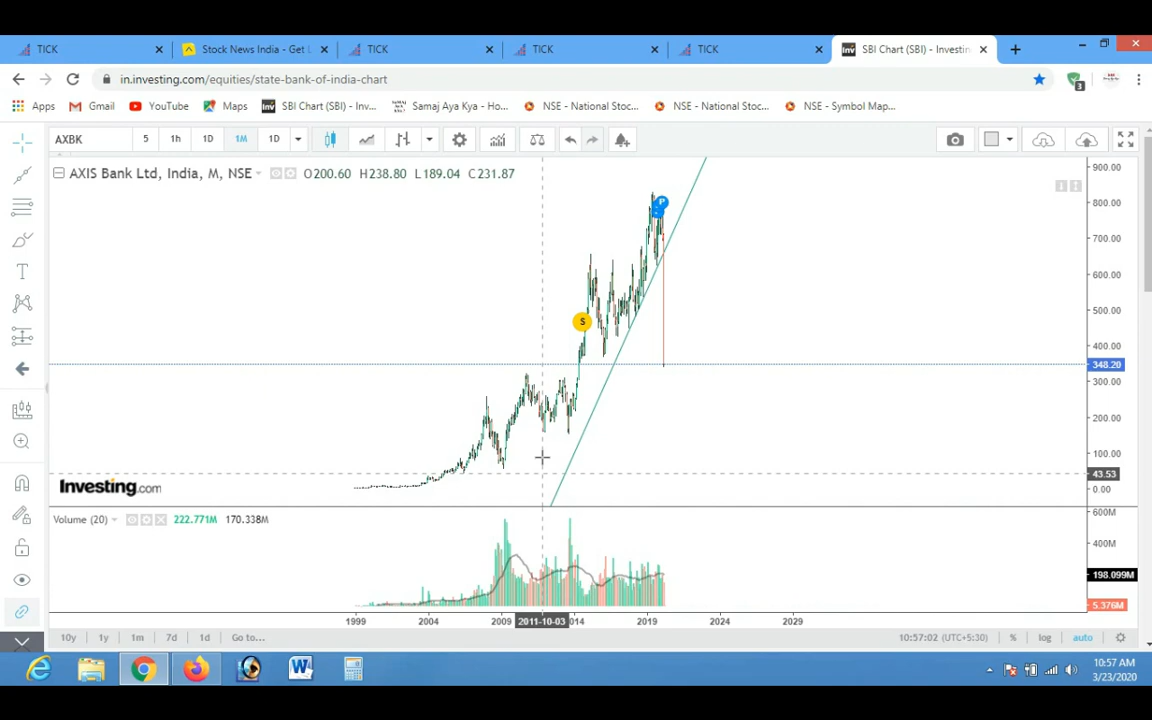 TICK
Stock News India - Get L
TICK
TICK
TICK
SBI Chart (SBI) - Investin
in.investing.com/equities/state-bank-of-india-chart
Apps Gmail YouTube Maps SBI Chart (SBI) - Inv... Samaj Aya Kya - Ho... NSE - National Stoc... NSE - National Stoc... NSE - Symbol Map...
3
AXBK 5 1h 1D 1M 1D
AXIS Bank Ltd, India, M, NSE O200.60 H238.80 L189.04 C231.87
900.00
800.00
700.00
600.00
500.00
400.00
348.20
300.00
200.00
100.00
43.53
0.00
P
S
T
Investing.com
Volume (20) 222.771M 170.338M
600M
400M
198.099M
5.376M
1999 2004 2009 2011-10-03 014 2019 2024 2029
10y 1y 1m 7d 1d Go to... 10:57:02 (UTC+5:30) % log auto
10:57 AM
3/23/2020